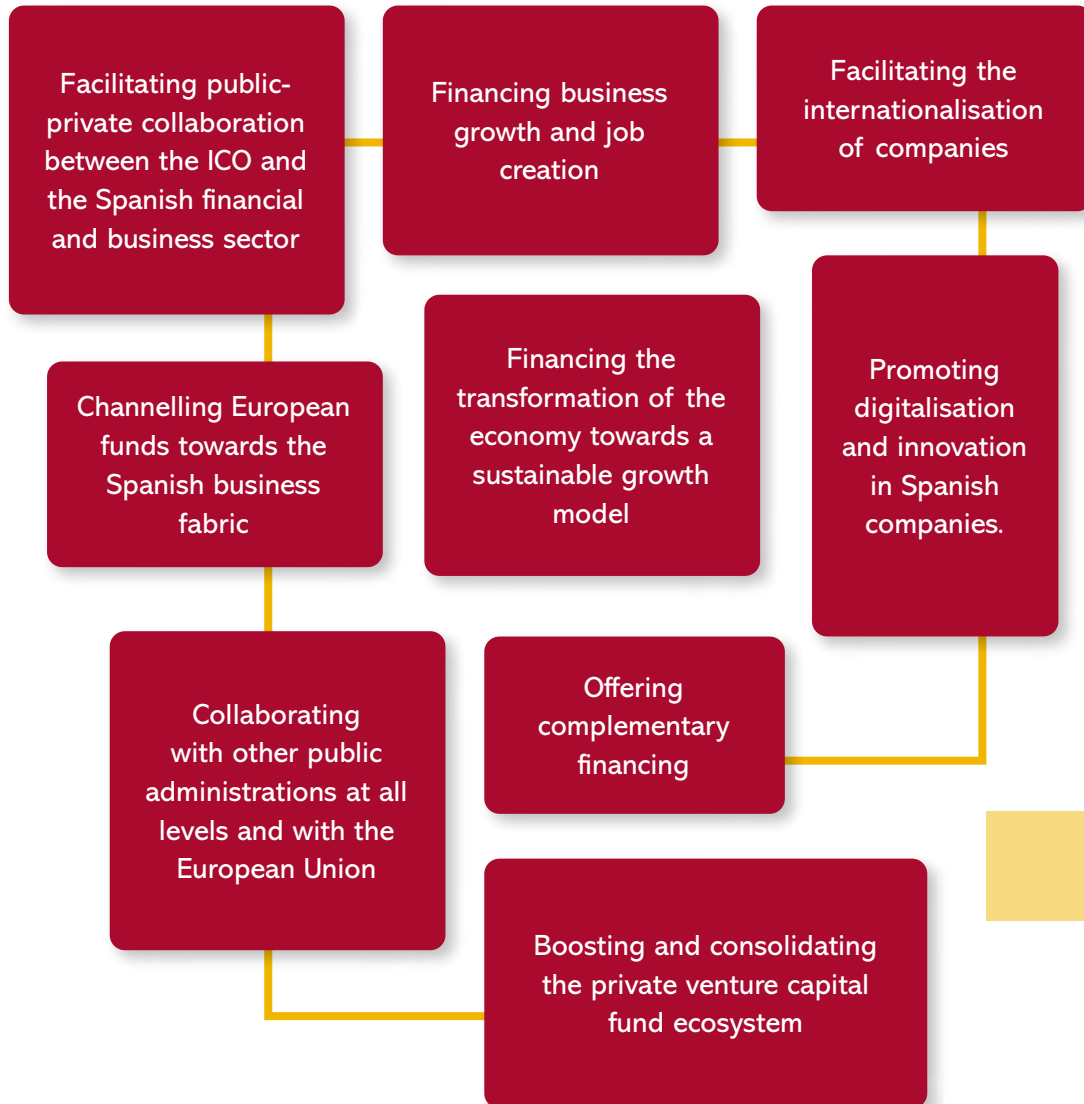 Facilitating public-
private collaboration
between the ICO and
the Spanish financial
and business sector
Financing business
growth and job
creation
Facilitating the
internationalisation
of companies
Channelling European
funds towards the
Spanish business
fabric
Financing the
transformation of the
economy towards a
sustainable growth
model
Promoting
digitalisation
and innovation
in Spanish
companies.
Collaborating
with other public
administrations at all
levels and with the
European Union
Offering
complementary
financing
Boosting and consolidating
the private venture capital
fund ecosystem